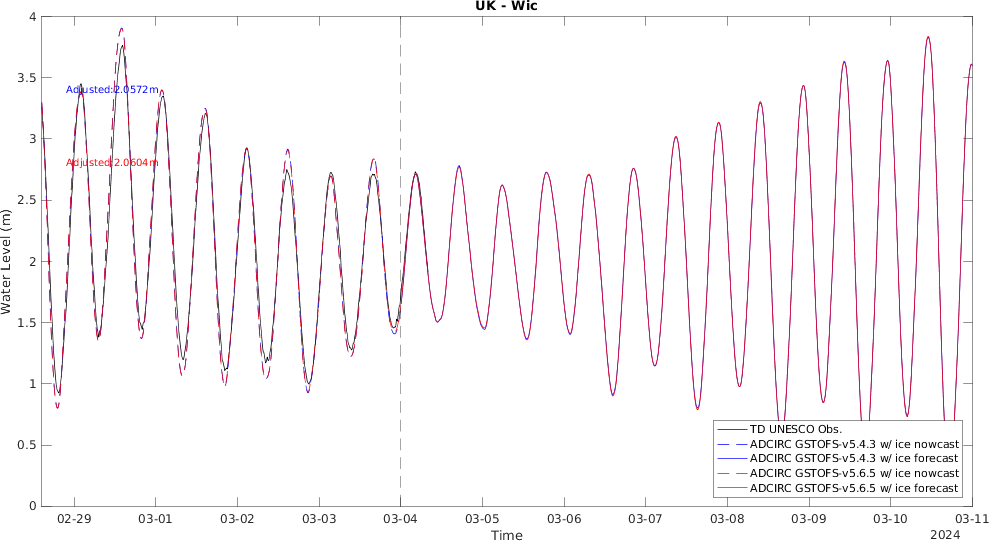 UK - Wic
4
3.5
3
2.5
2
1.5
1
0.5
0
Water Level (m)
Adjusted:2.0572m
Adjusted:2.0604m
TD UNESCO Obs.
ADCIRC GSTOFS-v5.4.3 w/ ice nowcast
ADCIRC GSTOFS-v5.4.3 w/ ice forecast
ADCIRC GSTOFS-v5.6.5 w/ ice nowcast
ADCIRC GSTOFS-v5.6.5 w/ ice forecast
02-29 03-01 03-02 03-03 03-04 03-05 03-06 03-07 03-08 03-09 03-10 03-11
Time
2024